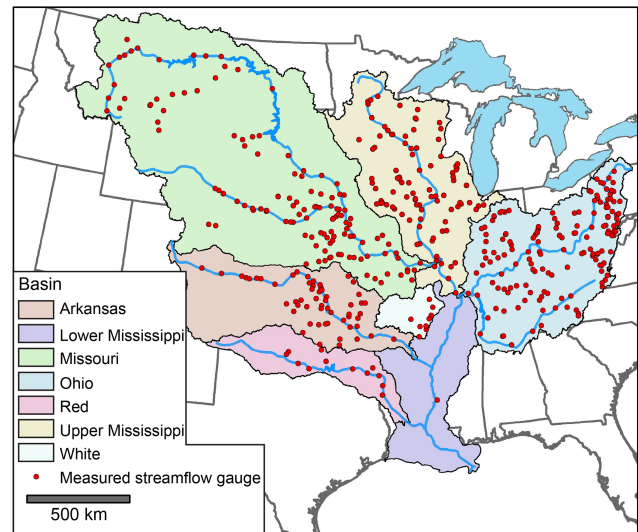 Basin
Arkansas
Lower Mississippi
Missouri
Ohio
Red
Upper Mississippi
White
Measured streamflow gauge
500 km